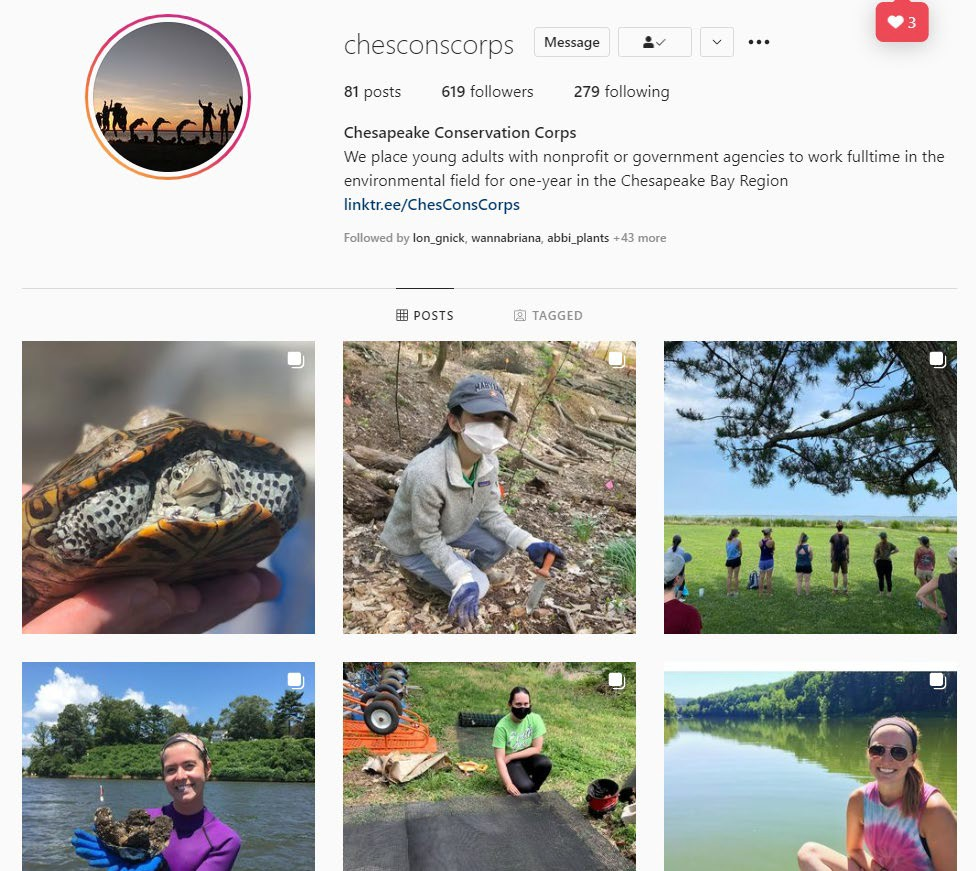 3
chesconscorps Message
81 posts 619 followers 279 following
Chesapeake Conservation Corps
We place young adults with nonprofit or government agencies to work fulltime in the
environmental field for one-year in the Chesapeake Bay Region
linktr.ee/ChesConsCorps
Followed by lon_gnick, wannabriana, abbi_plants +43 more
POSTS TAGGED